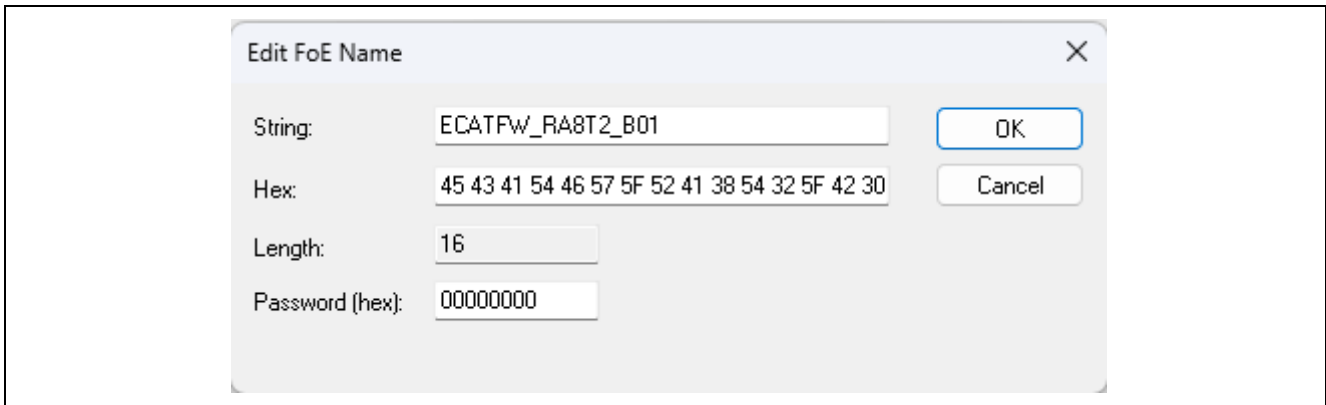 Edit FoE Name
String: ECATFW_RA8T2_B01 OK
Hex: 45 43 41 54 46 57 5F 52 41 38 54 32 5F 42 30 Cancel
Length: 16
Password (hex): 00000000